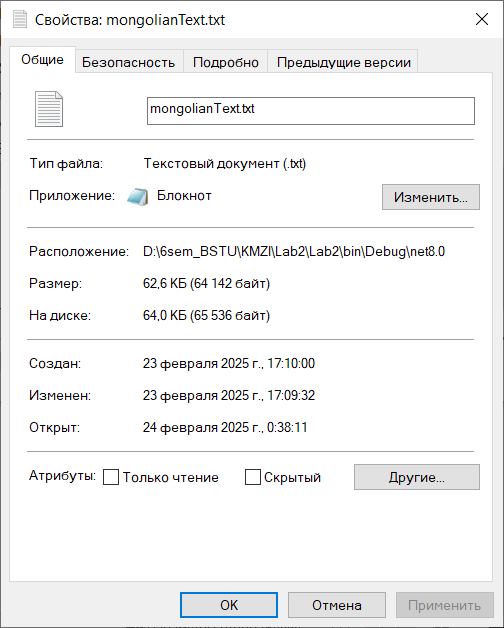 Свойства: mongolianText.txt
Общие Безопасность Подробно Предыдущие версии
mongolianText.txt
Тип файла: Текстовый документ (.txt)
Приложение: Блокнот Изменить...
Расположение: D:\6sem_BSTU\KMZI\Lab2\Lab2\bin\Debug\net8.0
Размер: 62,6 КБ (64 142 байт)
На диске: 64,0 КБ (65 536 байт)
Создан: 23 февраля 2025 г., 17:10:00
Изменен: 23 февраля 2025 г., 17:09:32
Открыт: 24 февраля 2025 г., 0:38:11
Атрибуты: Только чтение Скрытый Другие...
ОК Отмена Применить